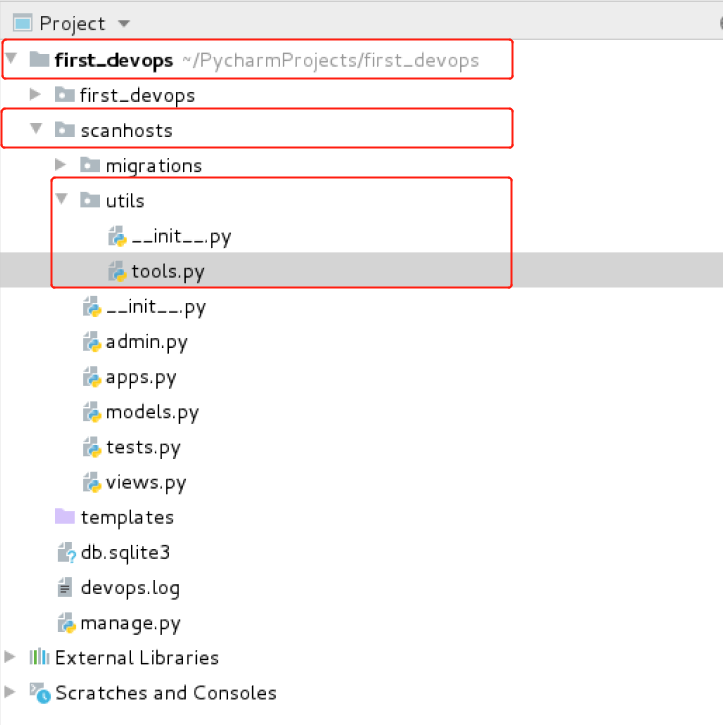 Project
first_devops ~/PycharmProjects/first_devops
first_devops
scanhosts
migrations
utils
__init__.py
tools.py
__init__.py
admin.py
apps.py
models.py
tests.py
views.py
templates
db.sqlite3
devops.log
manage.py
External Libraries
Scratches and Consoles